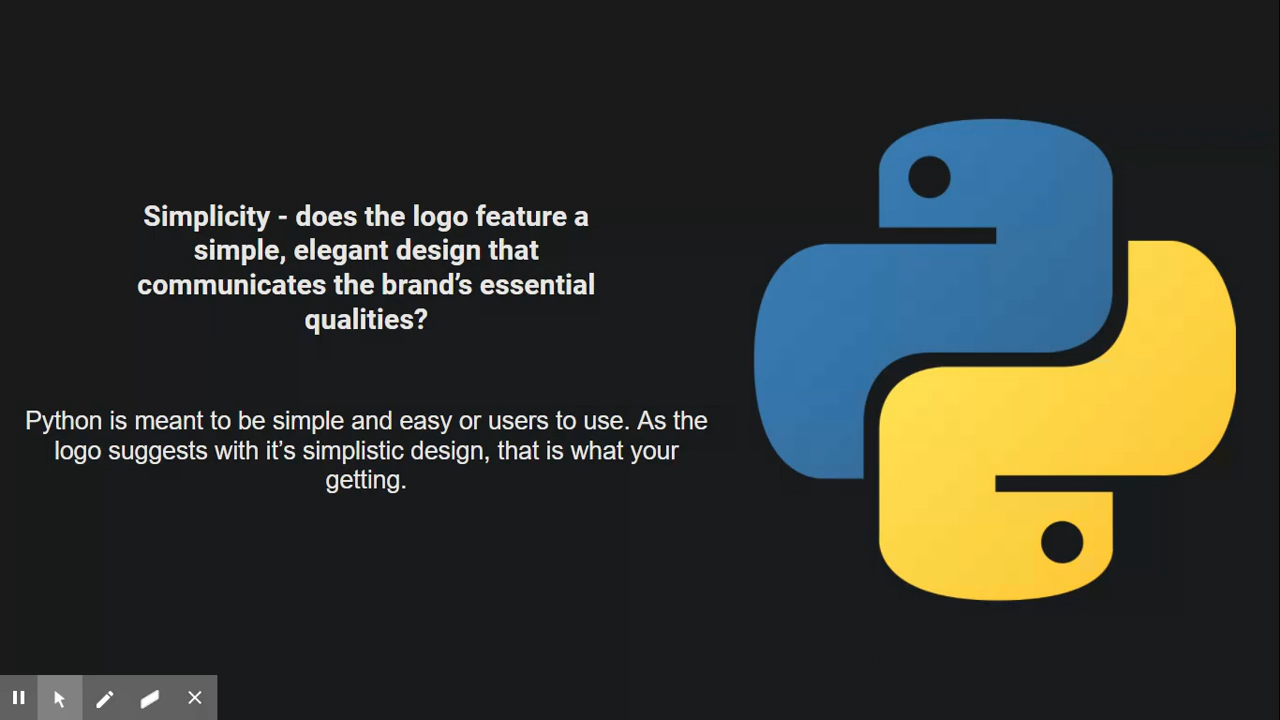 Simplicity - does the logo feature a
simple, elegant design that
communicates the brand’s essential
qualities?
Python is meant to be simple and easy or users to use. As the
logo suggests with it’s simplistic design, that is what your
getting.